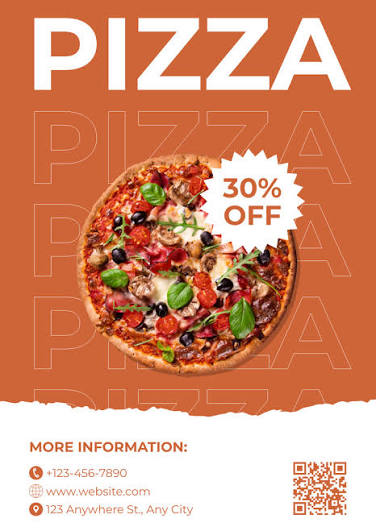 PIZZA
PIZZA
30%
OFF
PIZZA
PIZZA
PIZZA
MORE INFORMATION:
+123-456-7890
www.website.com
123 Anywhere St., Any City